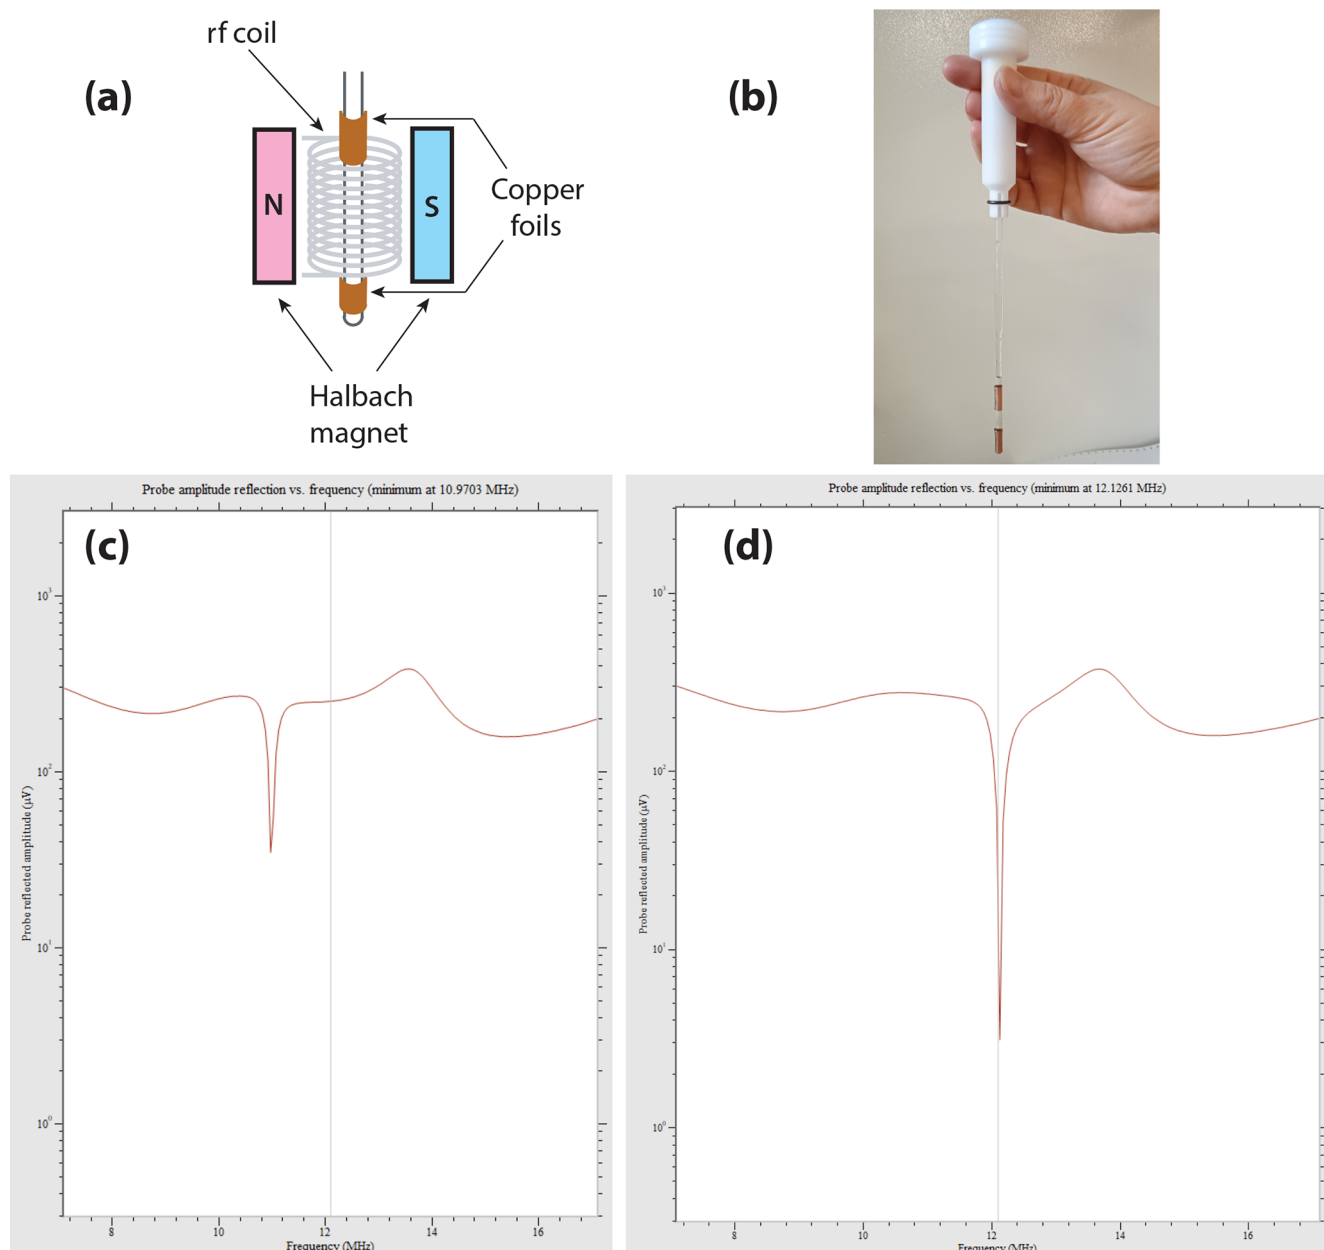 rf coil
(a)
N
S
Copper
foils
Halbach
magnet
(b)
Probe amplitude reflection vs. frequency (minimum at 10.9703 MHz)
(c)
10³
10²
10¹
10⁰
Probe reflected amplitude (μV)
8 10 12 14 16
Frequency (MHz)
Probe amplitude reflection vs. frequency (minimum at 12.1261 MHz)
(d)
10³
10²
10¹
10⁰
Probe reflected amplitude (μV)
8 10 12 14 16
Frequency (MHz)